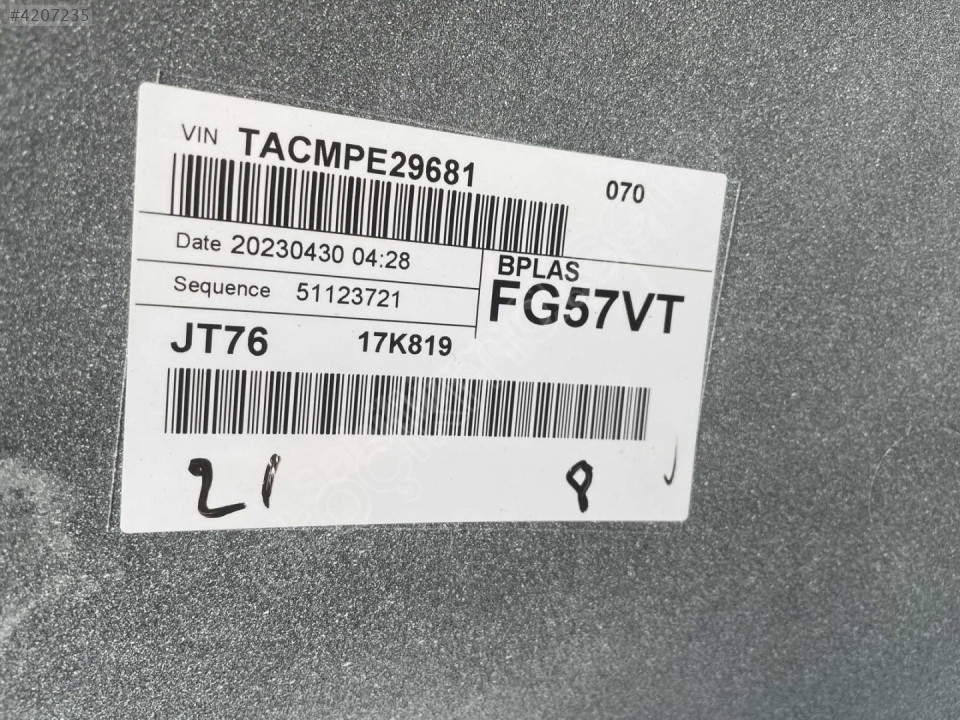 #4207235
VIN TACMPE29681
070
Date 20230430 04:28
BPLAS
Sequence 51123721
FG57VT
JT76 17K819
21 8